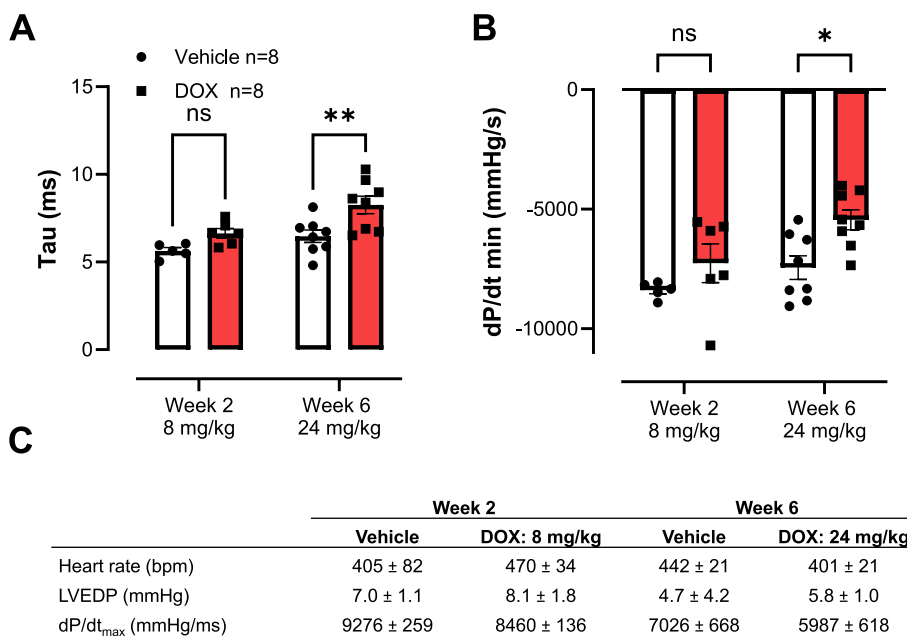 A
Vehicle n=8
DOX n=8
ns
**
15
10
5
0
Tau (ms)
Week 2
8 mg/kg
Week 6
24 mg/kg
B
ns
*
0
-5000
-10000
dP/dt min (mmHg/s)
Week 2
8 mg/kg
Week 6
24 mg/kg
C
Week 2 Week 6
Vehicle DOX: 8 mg/kg Vehicle DOX: 24 mg/kg
Heart rate (bpm) 405 ± 82 470 ± 34 442 ± 21 401 ± 21
LVEDP (mmHg) 7.0 ± 1.1 8.1 ± 1.8 4.7 ± 4.2 5.8 ± 1.0
dP/dtmax (mmHg/ms) 9276 ± 259 8460 ± 136 7026 ± 668 5987 ± 618